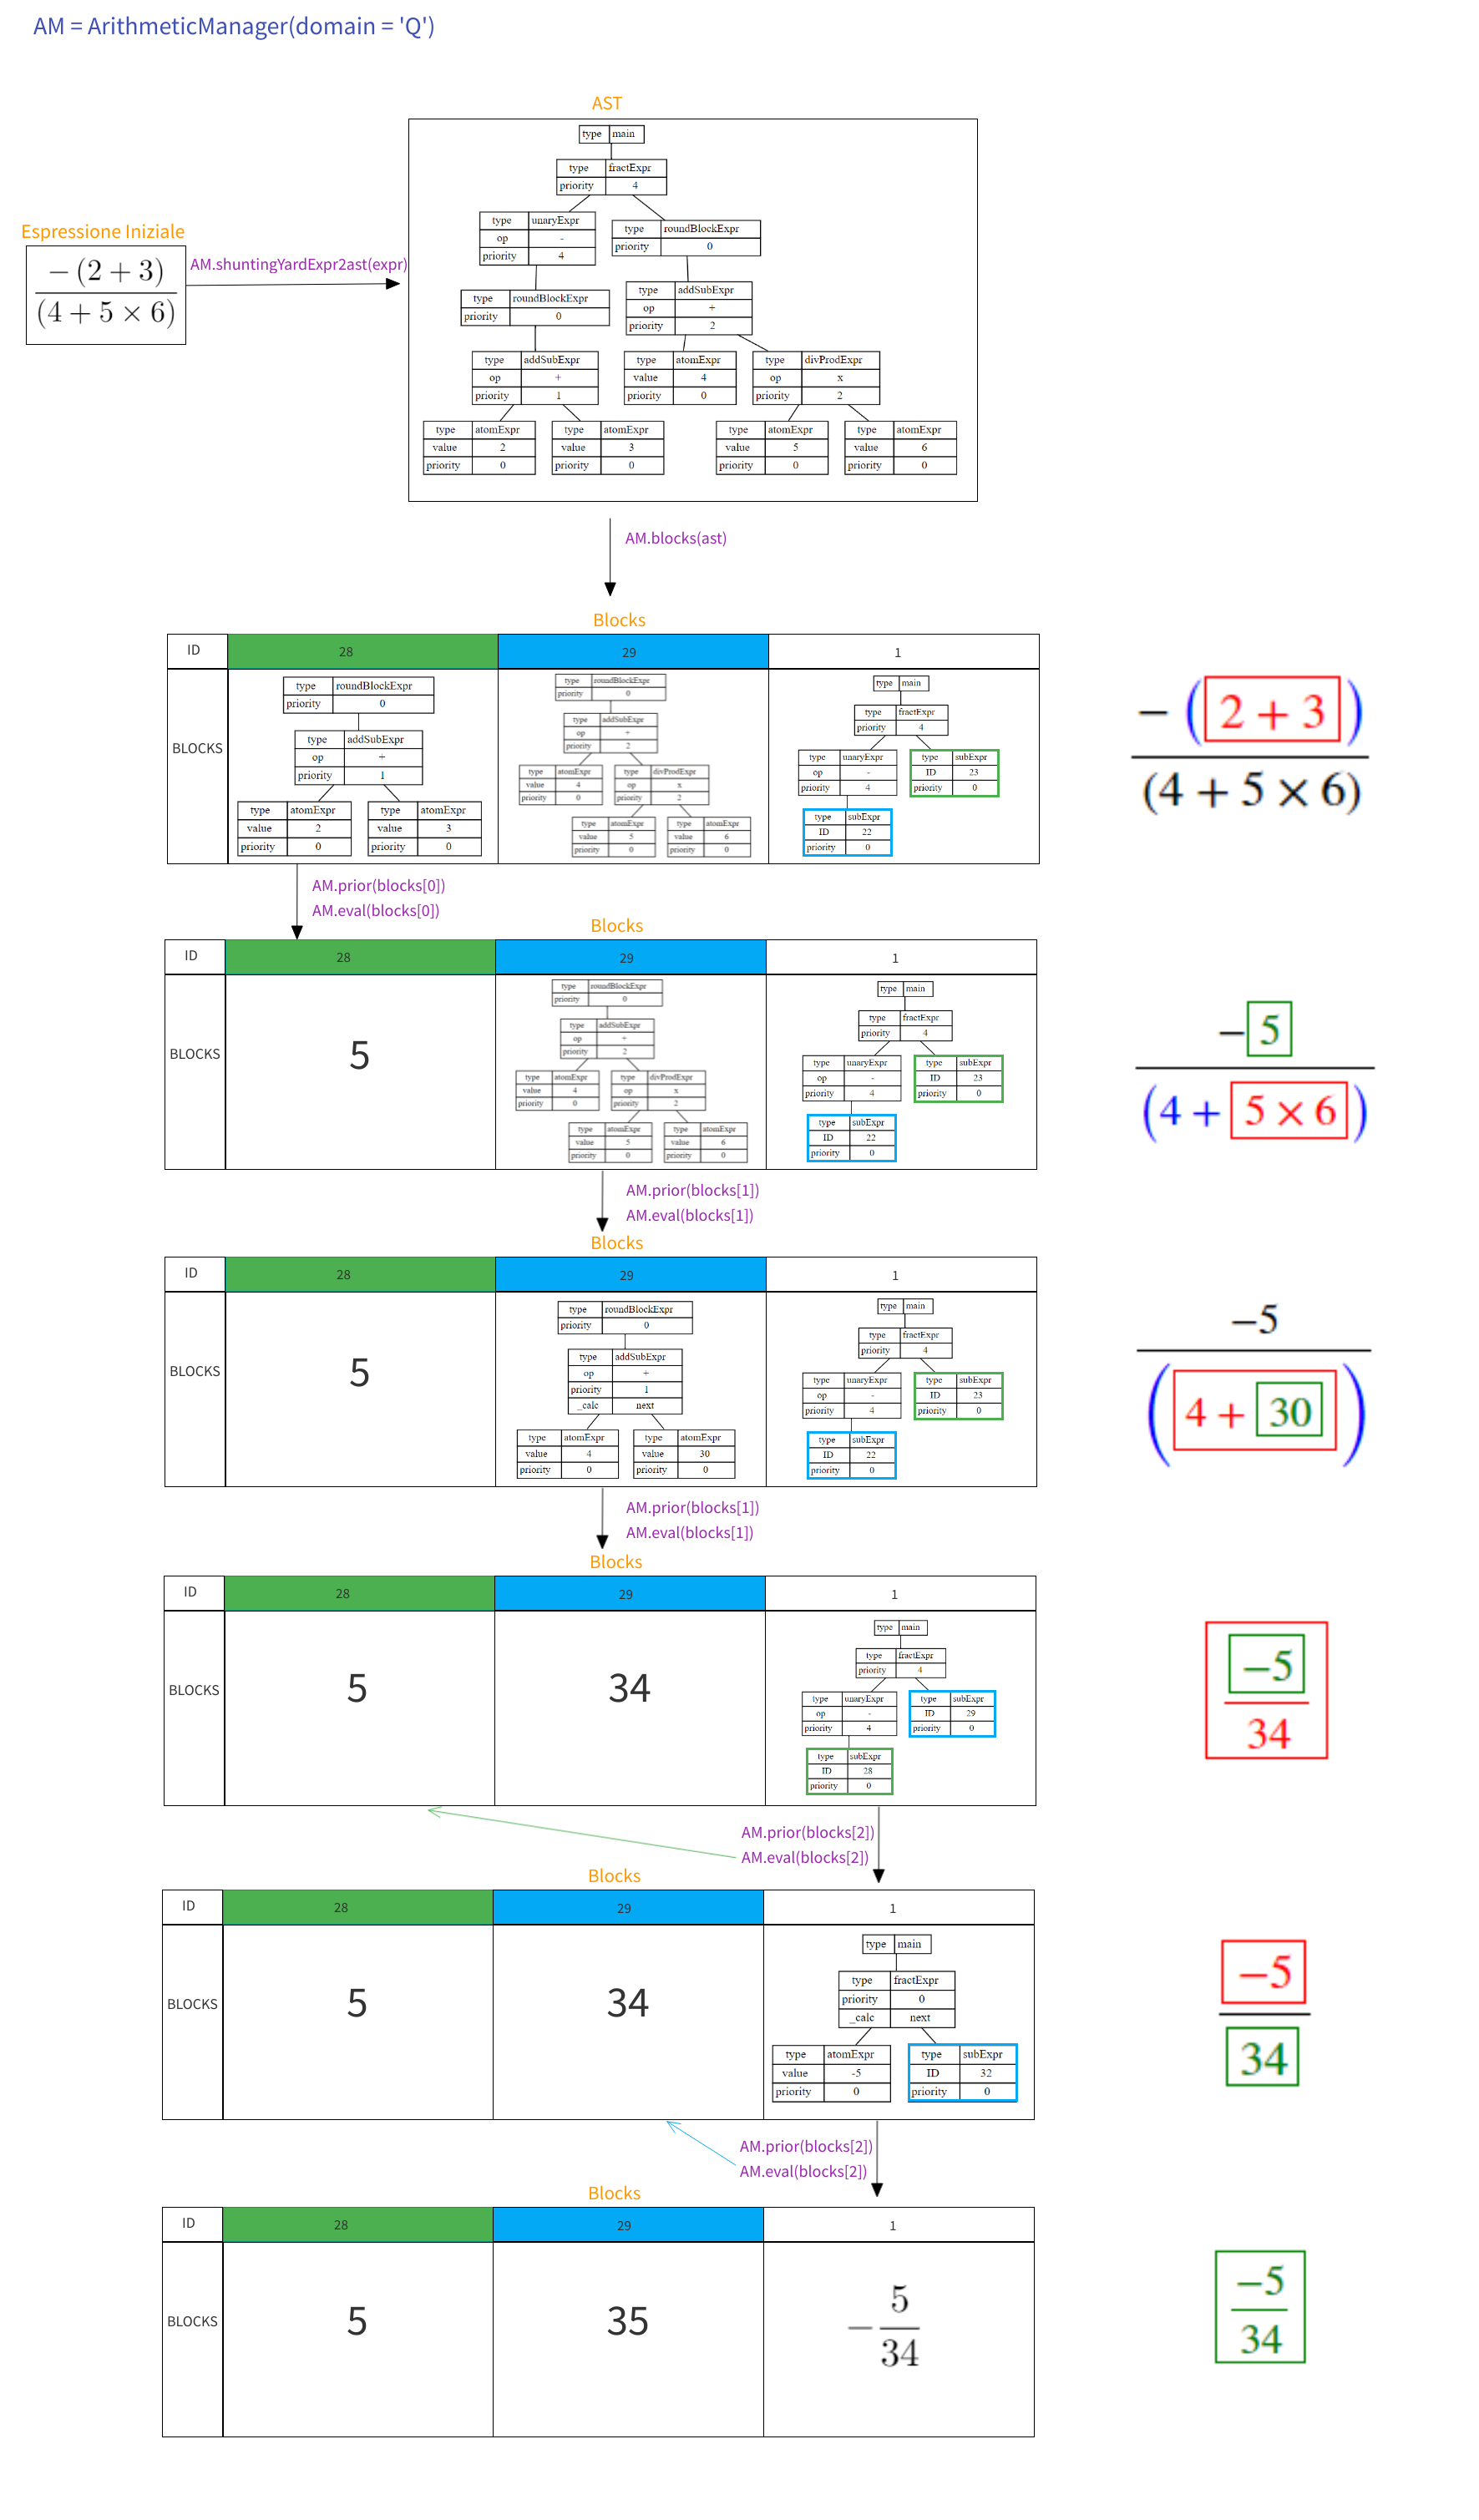 AM = ArithmeticManager(domain = 'Q')
AST
type main
type fractExpr
priority 4
type unaryExpr
op -
priority 4
type roundBlockExpr
priority 0
type roundBlockExpr
priority 0
type addSubExpr
op +
priority 2
type addSubExpr
op +
priority 1
type atomExpr
value 4
priority 0
type divProdExpr
op x
priority 2
type atomExpr
value 2
priority 0
type atomExpr
value 3
priority 0
type atomExpr
value 5
priority 0
type atomExpr
value 6
priority 0
Espressione Iniziale
− (2 + 3)
(4 + 5 × 6)
AM.shuntingYardExpr2ast(expr)
AM.blocks(ast)
Blocks
ID 28 29 1
BLOCKS
type roundBlockExpr
priority 0
type addSubExpr
op +
priority 1
type atomExpr
value 2
priority 0
type atomExpr
value 3
priority 0
type roundBlockExpr
priority 0
type addSubExpr
op +
priority 2
type atomExpr
value 4
priority 0
type divProdExpr
op x
priority 2
type atomExpr
value 5
priority 0
type atomExpr
value 6
priority 0
type main
type fractExpr
priority 4
type unaryExpr
op -
priority 4
type subExpr
ID 23
priority 0
type subExpr
ID 22
priority 0
− ( 2 + 3 )
(4 + 5 × 6)
AM.prior(blocks[0])
AM.eval(blocks[0])
Blocks
ID 28 29 1
BLOCKS
5
type roundBlockExpr
priority 0
type addSubExpr
op +
priority 2
type atomExpr
value 4
priority 0
type divProdExpr
op x
priority 2
type atomExpr
value 5
priority 0
type atomExpr
value 6
priority 0
type main
type fractExpr
priority 4
type unaryExpr
op -
priority 4
type subExpr
ID 23
priority 0
type subExpr
ID 22
priority 0
− 5
(4 + 5 × 6)
AM.prior(blocks[1])
AM.eval(blocks[1])
Blocks
ID 28 29 1
BLOCKS
5
type roundBlockExpr
priority 0
type addSubExpr
op +
priority 1
_calc next
type atomExpr
value 4
priority 0
type atomExpr
value 30
priority 0
type main
type fractExpr
priority 4
type unaryExpr
op -
priority 4
type subExpr
ID 23
priority 0
type subExpr
ID 22
priority 0
−5
( 4 + 30 )
AM.prior(blocks[1])
AM.eval(blocks[1])
Blocks
ID 28 29 1
BLOCKS
5
34
type main
type fractExpr
priority 4
type unaryExpr
op -
priority 4
type subExpr
ID 29
priority 0
type subExpr
ID 28
priority 0
−5
34
AM.prior(blocks[2])
AM.eval(blocks[2])
Blocks
ID 28 29 1
BLOCKS
5
34
type main
type fractExpr
priority 0
_calc next
type atomExpr
value -5
priority 0
type subExpr
ID 32
priority 0
−5
34
AM.prior(blocks[2])
AM.eval(blocks[2])
Blocks
ID 28 29 1
BLOCKS
5
35
− 5
34
−5
34